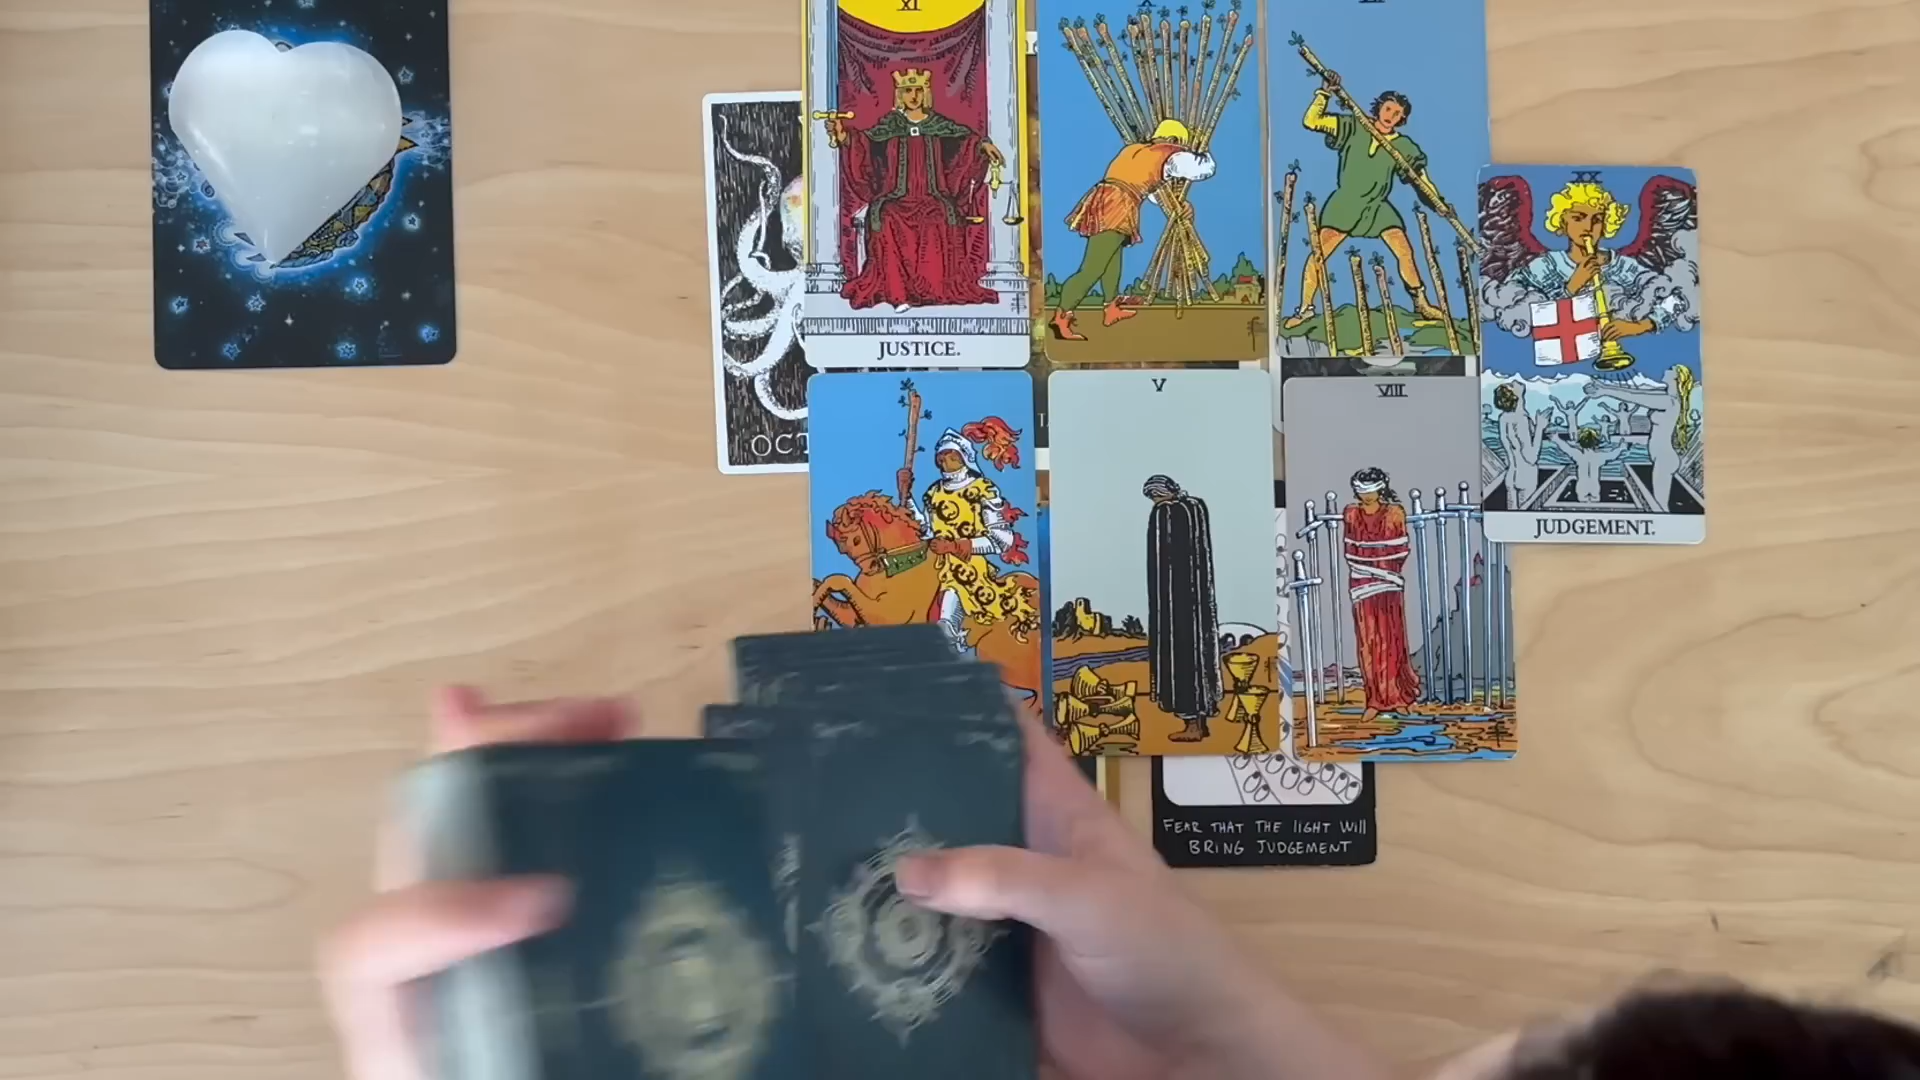 XI
X
JUSTICE.
OCT
XX
JUDGEMENT.
V
VIII
FEAR THAT THE LIGHT WILL
BRING JUDGEMENT